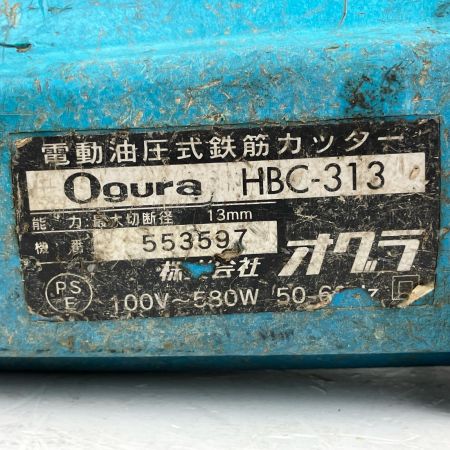 電動油圧式鉄筋カッター
Ogura HBC-313
能力 最大切断径 13mm
機番 553597
株式会社 オグラ
PS
E
100V～580W 50-6